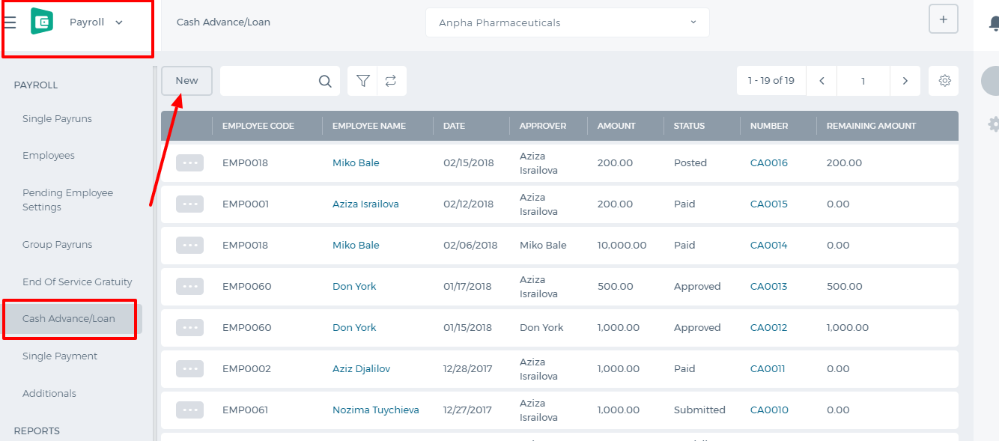 Payroll
Cash Advance/Loan
Anpha Pharmaceuticals
+
PAYROLL
Single Payruns
Employees
Pending Employee
Settings
Group Payruns
End Of Service Gratuity
Cash Advance/Loan
Single Payment
Additionals
REPORTS
New
1 - 19 of 19
1
EMPLOYEE CODE EMPLOYEE NAME DATE APPROVER AMOUNT STATUS NUMBER REMAINING AMOUNT
EMP0018 Miko Bale 02/15/2018 Aziza Israilova 200.00 Posted CA0016 200.00
EMP0001 Aziza Israilova 02/12/2018 Aziza Israilova 200.00 Paid CA0015 0.00
EMP0018 Miko Bale 02/06/2018 Miko Bale 10,000.00 Paid CA0014 0.00
EMP0060 Don York 01/17/2018 Aziza Israilova 500.00 Approved CA0013 500.00
EMP0060 Don York 01/15/2018 Don York 1,000.00 Approved CA0012 1,000.00
EMP0002 Aziz Djalilov 12/28/2017 Aziza Israilova 1,000.00 Paid CA0011 0.00
EMP0061 Nozima Tuychieva 12/27/2017 Aziza Israilova 1,000.00 Submitted CA0010 0.00